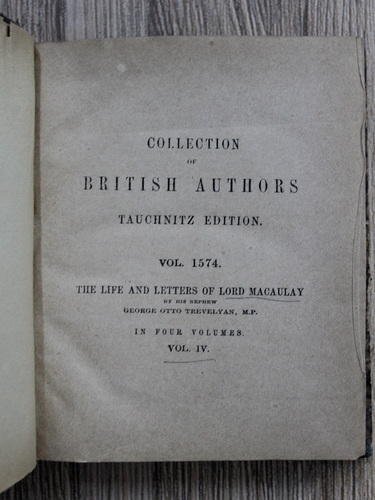 COLLECTION
OF
BRITISH AUTHORS
TAUCHNITZ EDITION.
VOL. 1574.
THE LIFE AND LETTERS OF LORD MACAULAY
BY HIS NEPHEW
GEORGE OTTO TREVELYAN, M.P.
IN FOUR VOLUMES.
VOL. IV.